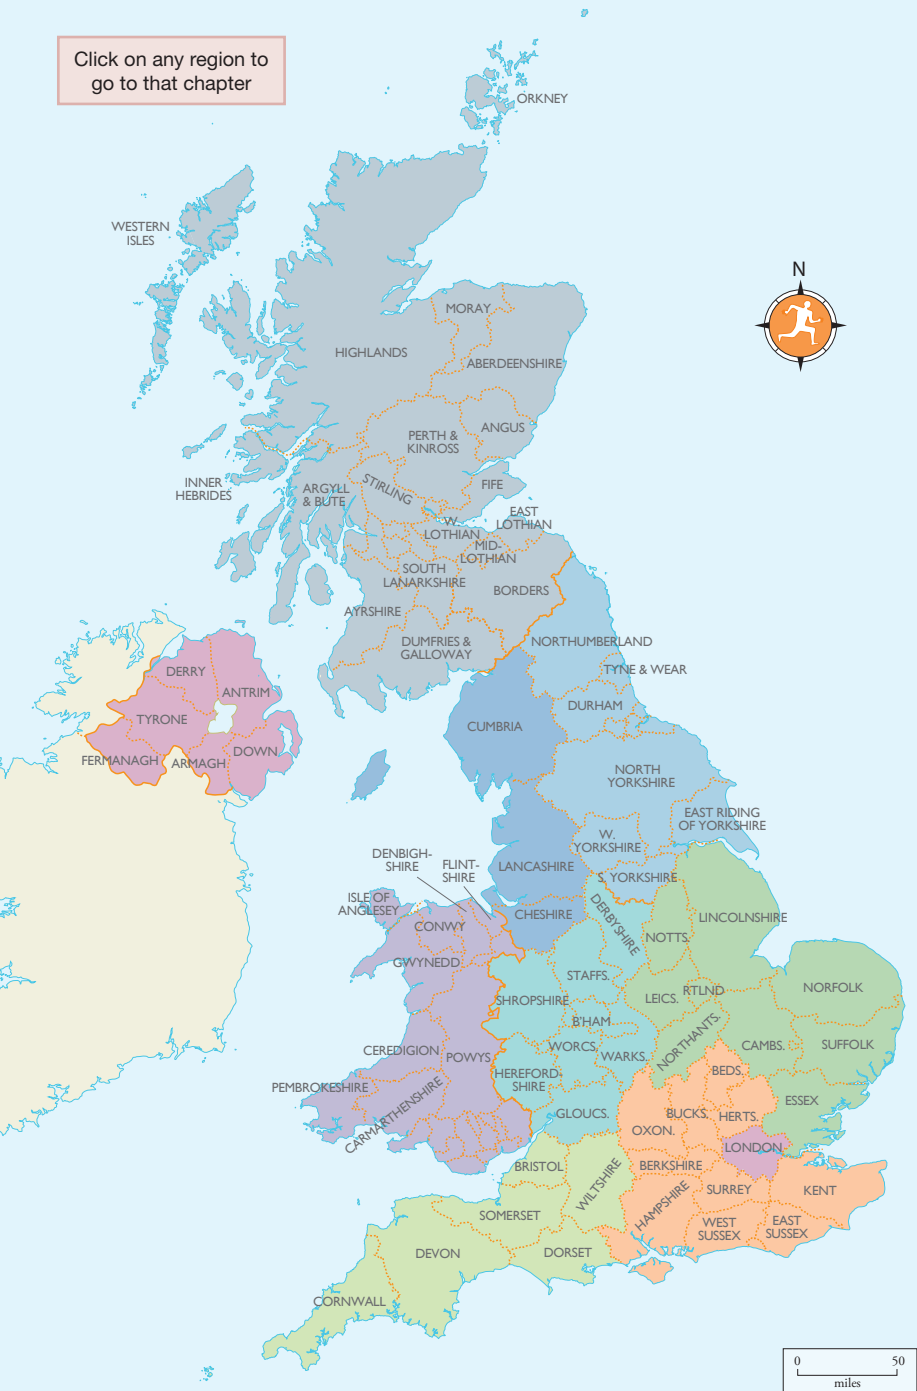 Click on any region to
go to that chapter
ORKNEY
WESTERN
ISLES
N
MORAY
HIGHLANDS
ABERDEENSHIRE
ANGUS
PERTH &
KINROSS
INNER
HEBRIDES
ARGYLL
& BUTE
STIRLING
FIFE
EAST
LOTHIAN
W.
LOTHIAN
MID-
LOTHIAN
SOUTH
LANARKSHIRE
BORDERS
AYRSHIRE
DUMFRIES &
GALLOWAY
NORTHUMBERLAND
TYNE & WEAR
DERRY
ANTRIM
TYRONE
DURHAM
CUMBRIA
FERMANAGH
ARMAGH
DOWN
NORTH
YORKSHIRE
EAST RIDING
OF YORKSHIRE
W.
YORKSHIRE
DENBIGH-
SHIRE
FLINT-
SHIRE
LANCASHIRE
S. YORKSHIRE
ISLE OF
ANGLESEY
CHESHIRE
DERBYSHIRE
LINCOLNSHIRE
CONWY
NOTTS.
GWYNEDD
STAFFS.
SHROPSHIRE
LEICS.
RTLND
NORFOLK
B'HAM
NORTHANTS.
CEREDIGION
POWYS
WORCS.
WARKS.
CAMBS.
SUFFOLK
HEREFORD-
SHIRE
BEDS.
PEMBROKESHIRE
CARMARTHENSHIRE
GLOUCS.
BUCKS.
HERTS.
ESSEX
OXON.
LONDON
BRISTOL
WILTSHIRE
BERKSHIRE
HAMPSHIRE
SURREY
KENT
SOMERSET
WEST
SUSSEX
EAST
SUSSEX
DEVON
DORSET
CORNWALL
0 50
miles